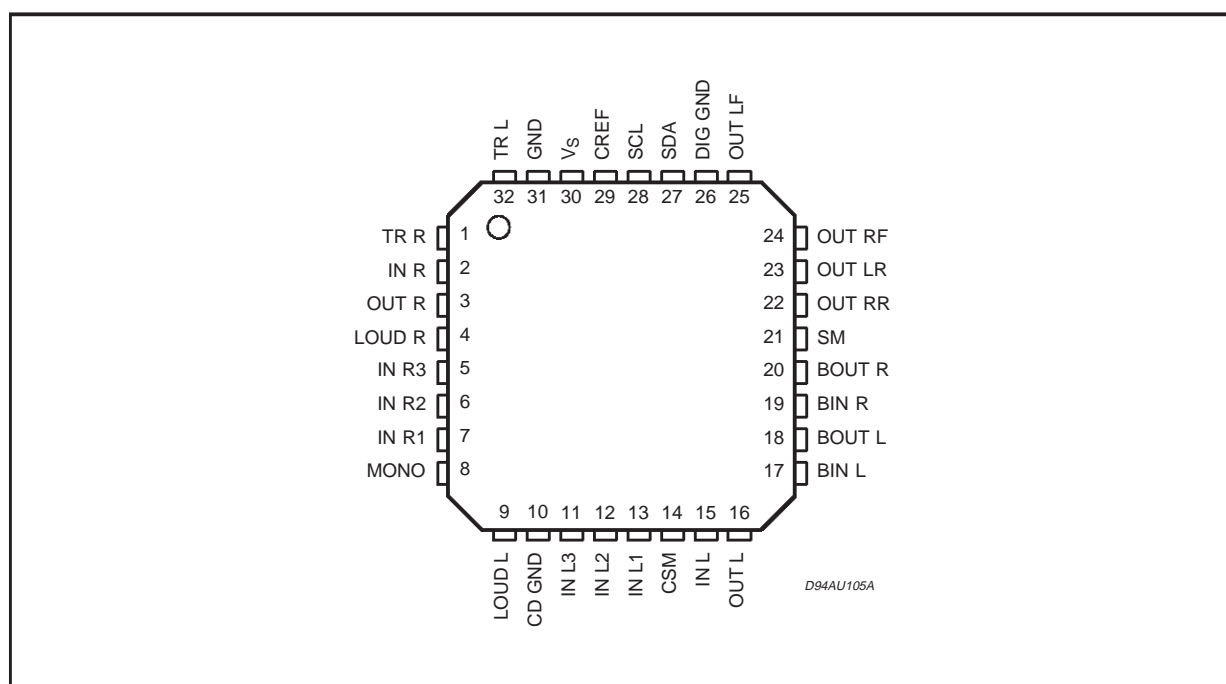 TR L GND VS CREF SCL SDA DIG GND OUT LF
32 31 30 29 28 27 26 25
TR R 1 24 OUT RF
IN R 2 23 OUT LR
OUT R 3 22 OUT RR
LOUD R 4 21 SM
IN R3 5 20 BOUT R
IN R2 6 19 BIN R
IN R1 7 18 BOUT L
MONO 8 17 BIN L
9 10 11 12 13 14 15 16
LOUD L CD GND IN L3 IN L2 IN L1 CSM IN L OUT L
D94AU105A